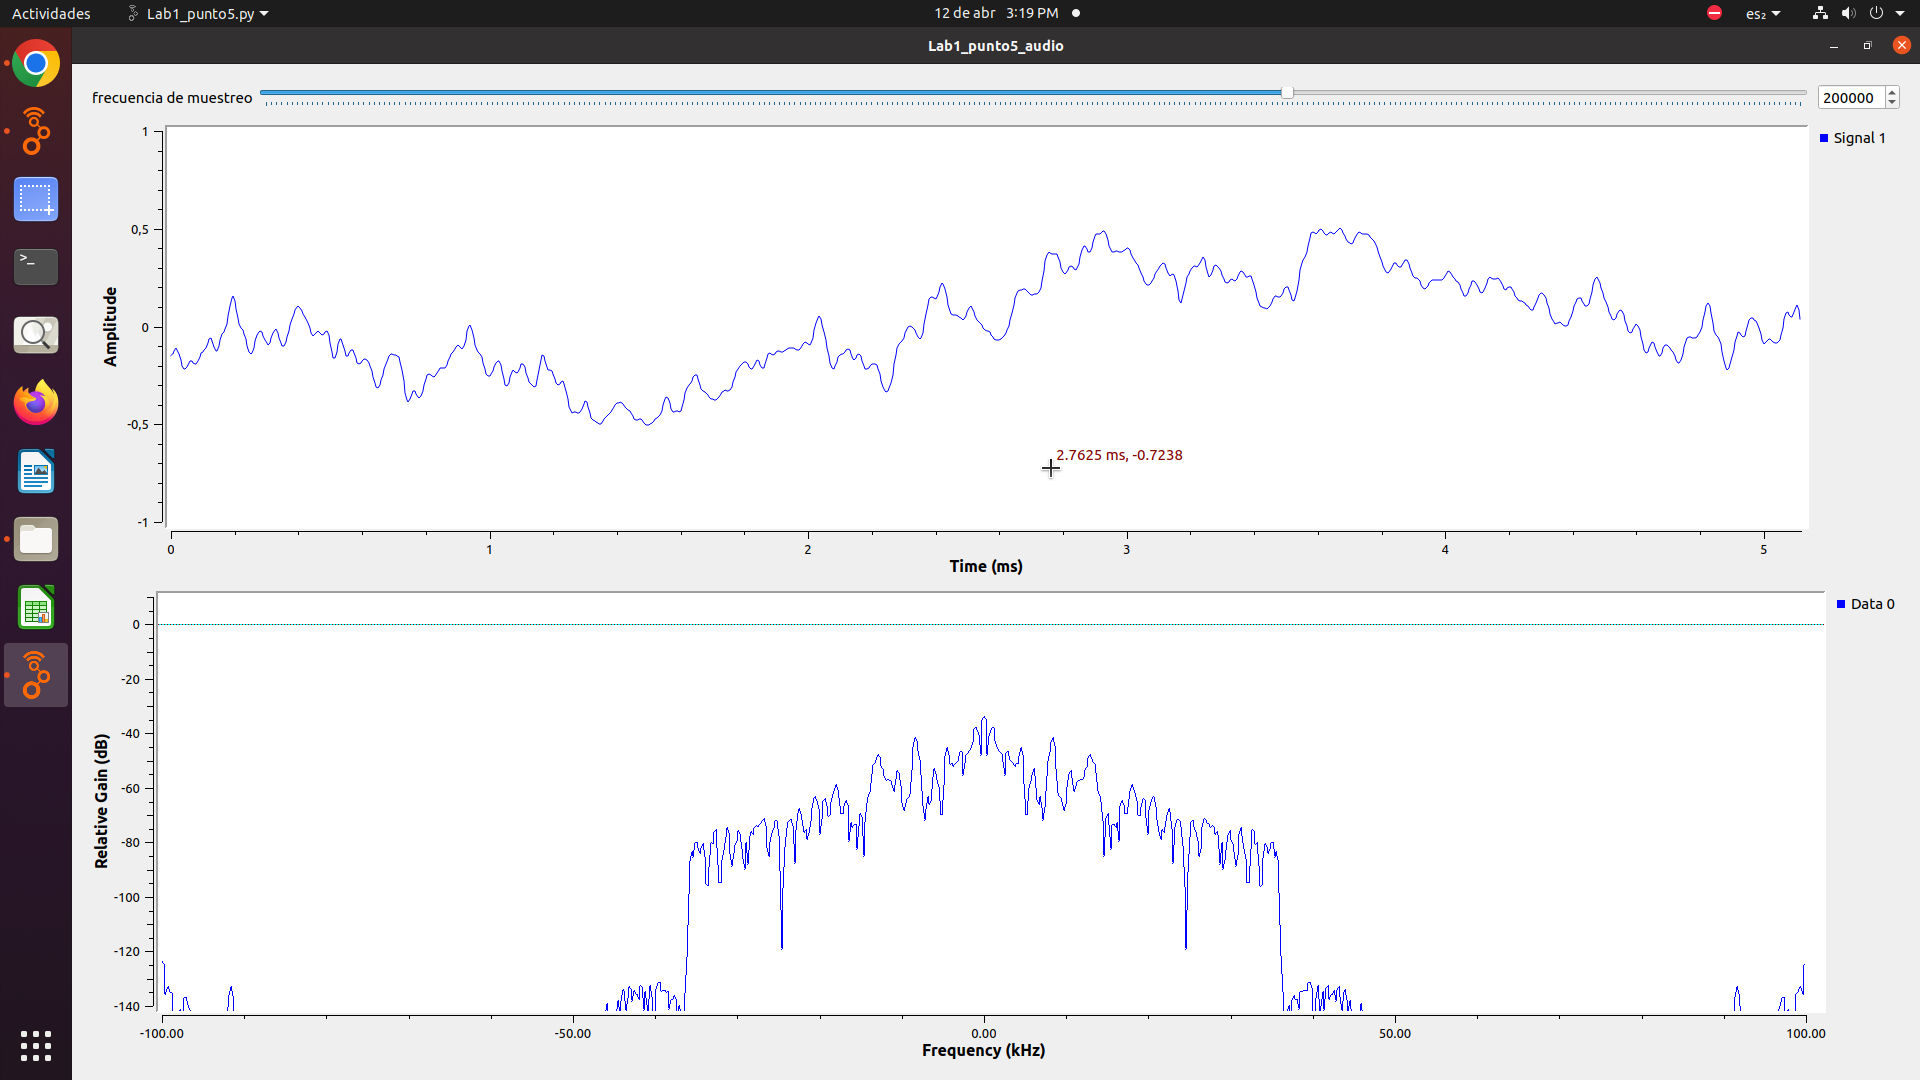 Actividades Lab1_punto5.py 12 de abr 3:19 PM es₂
Lab1_punto5_audio
frecuencia de muestreo 200000
Signal 1
1
0,5
0
-0,5
-1
Amplitude
2.7625 ms, -0.7238
0 1 2 3 4 5
Time (ms)
Data 0
0
-20
-40
-60
-80
-100
-120
-140
Relative Gain (dB)
-100.00 -50.00 0.00 50.00 100.00
Frequency (kHz)